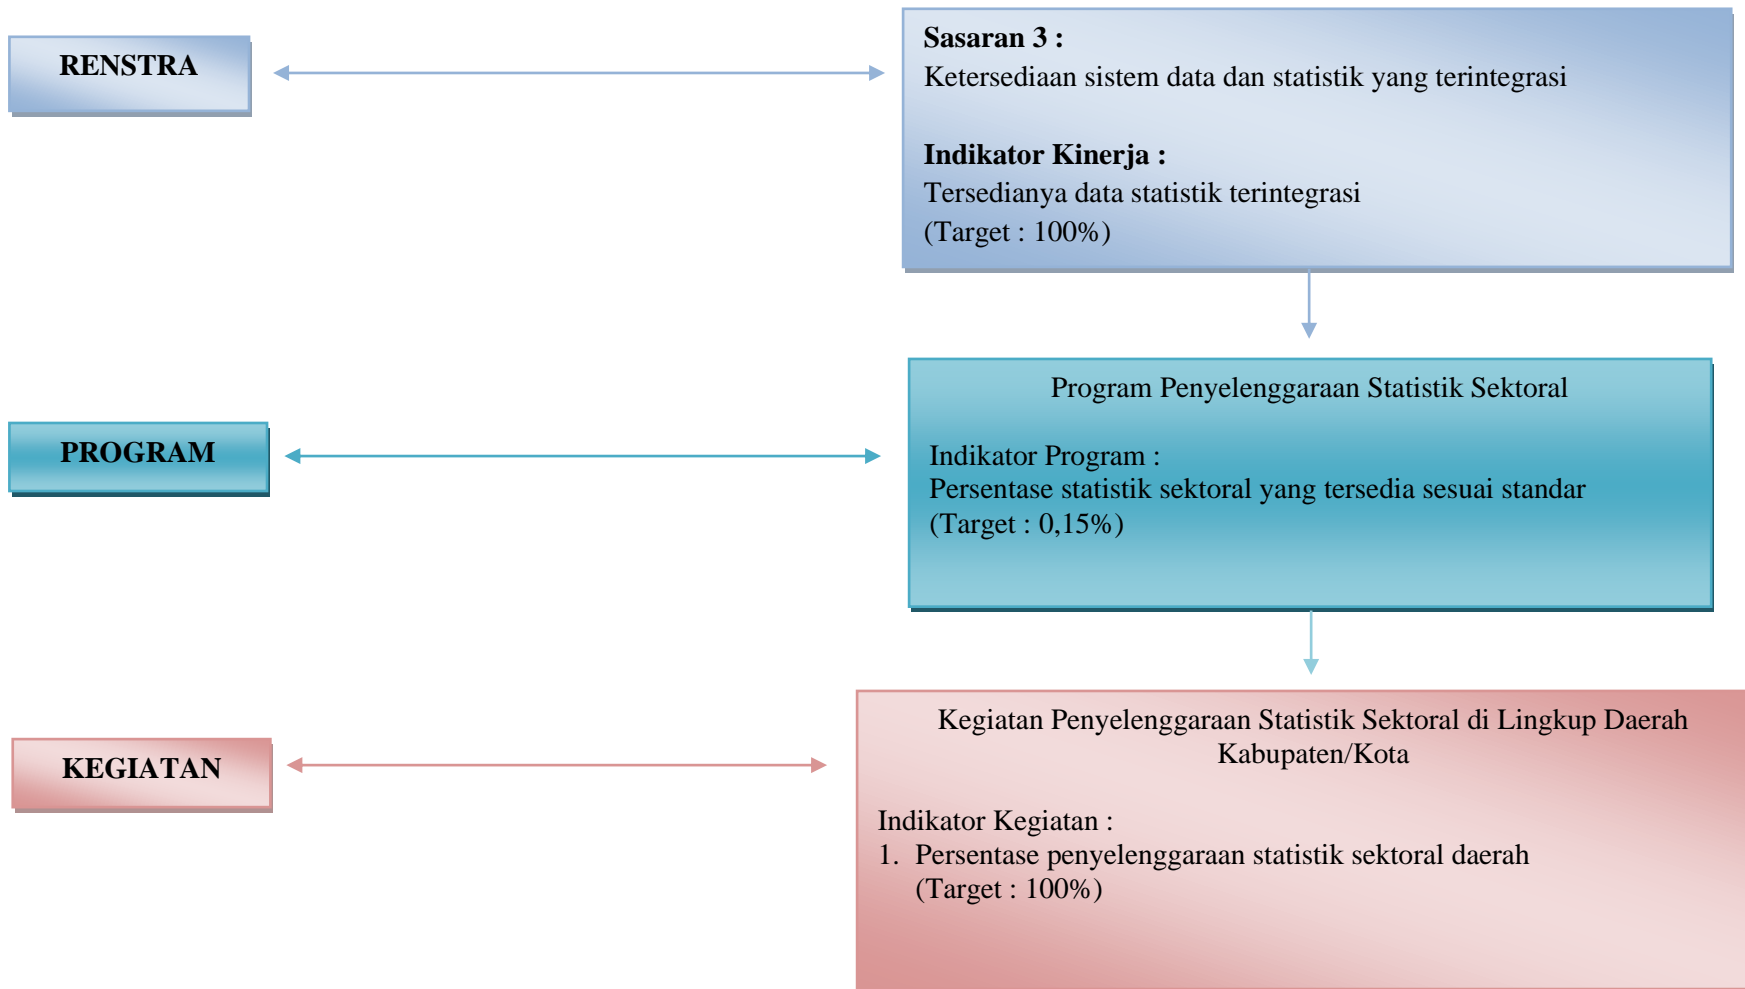 RENSTRA
Sasaran 3 :
Ketersediaan sistem data dan statistik yang terintegrasi
Indikator Kinerja :
Tersedianya data statistik terintegrasi
(Target : 100%)
PROGRAM
Program Penyelenggaraan Statistik Sektoral
Indikator Program :
Persentase statistik sektoral yang tersedia sesuai standar
(Target : 0,15%)
KEGIATAN
Kegiatan Penyelenggaraan Statistik Sektoral di Lingkup Daerah
Kabupaten/Kota
Indikator Kegiatan :
1. Persentase penyelenggaraan statistik sektoral daerah
(Target : 100%)